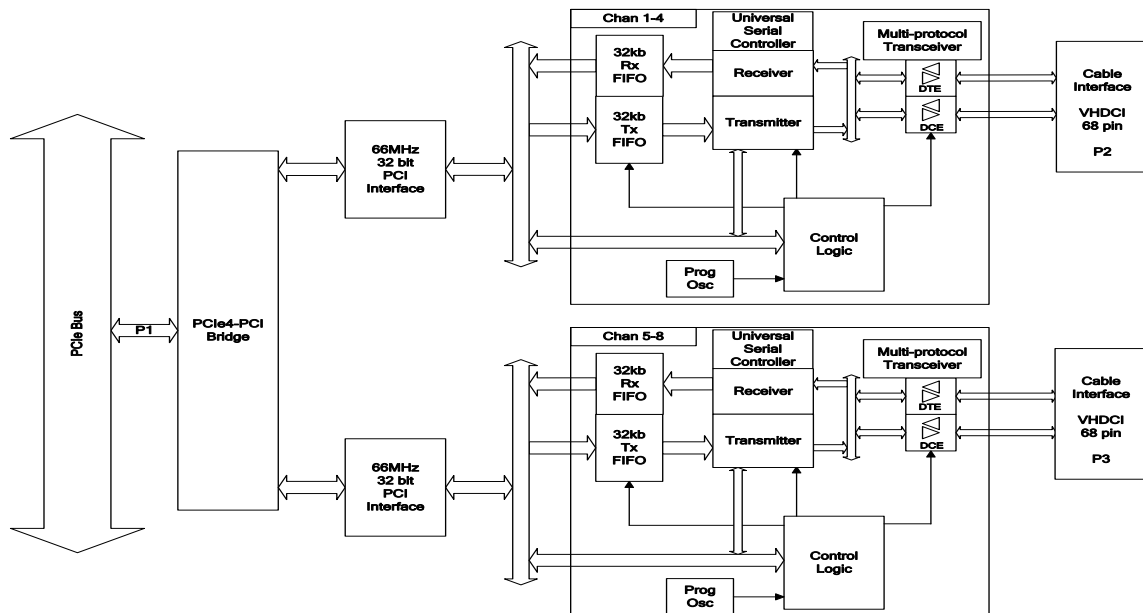 PCIe Bus
P1
PCIe4-PCI
Bridge
66MHz
32 bit
PCI
Interface
Chan 1-4
32kb
Rx
FIFO
32kb
Tx
FIFO
Universal
Serial
Controller
Receiver
Transmitter
Multi-protocol
Transceiver
DTE
DCE
Control
Logic
Prog
Osc
Cable
Interface
VHDCI
68 pin
P2
66MHz
32 bit
PCI
Interface
Chan 5-8
32kb
Rx
FIFO
32kb
Tx
FIFO
Universal
Serial
Controller
Receiver
Transmitter
Multi-protocol
Transceiver
DTE
DCE
Control
Logic
Prog
Osc
Cable
Interface
VHDCI
68 pin
P3